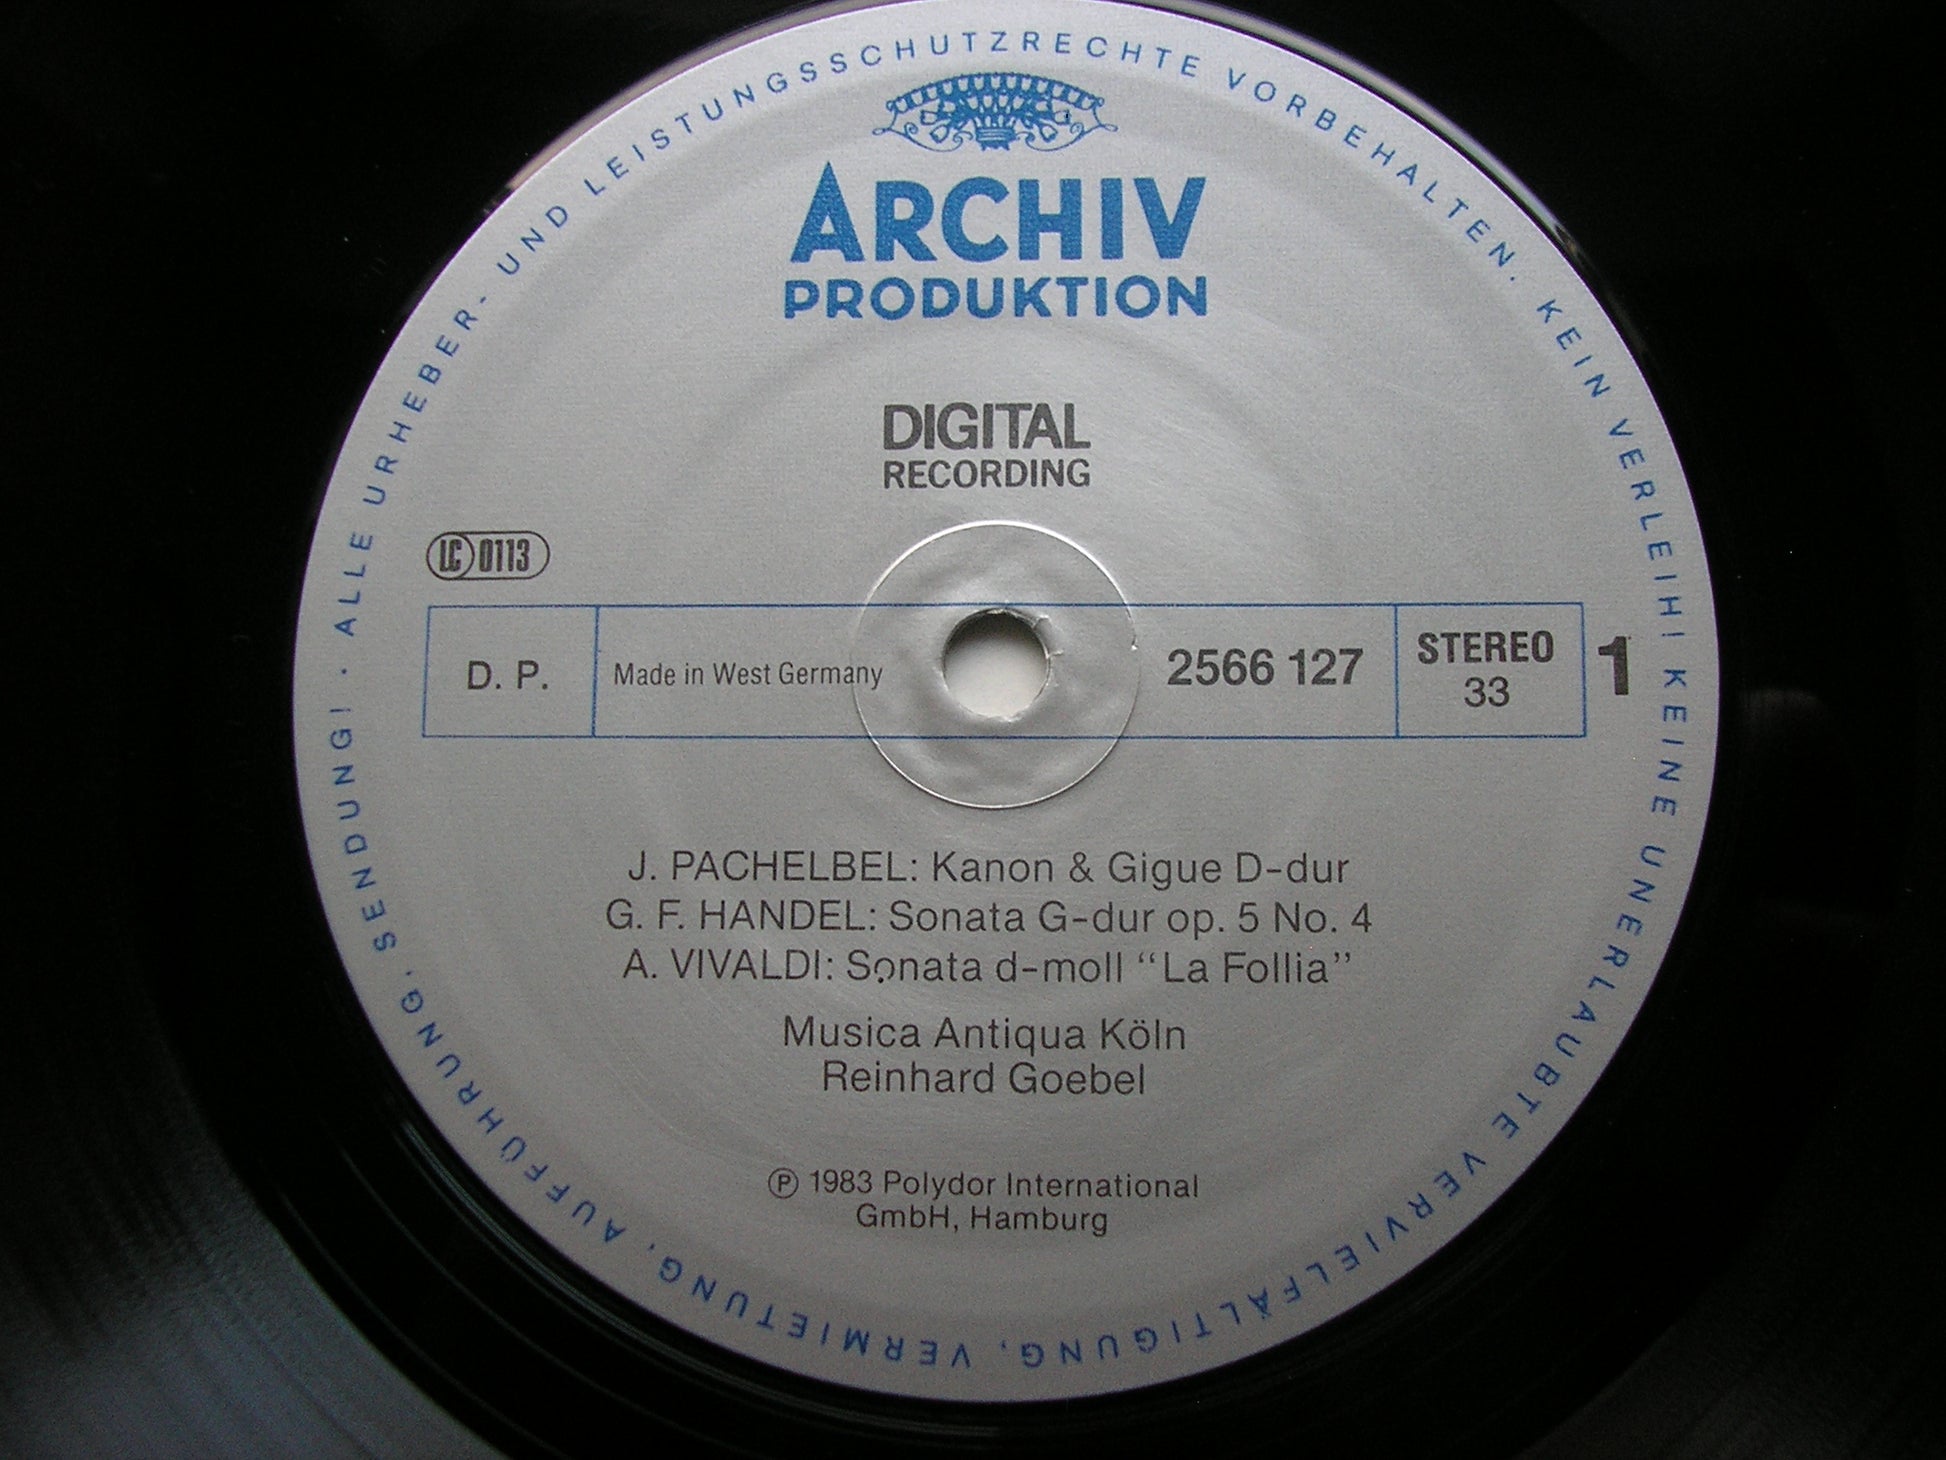 ALLE URHEBER- UND LEISTUNGSSCHUTZRECHTE VORBEHALTEN. KEIN VERLEIH! KEINE UNERLAUBTE VERVIELFÄLTIGUNG, VERMIETUNG, AUFFÜHRUNG, SENDUNG! ·
ARCHIV
PRODUKTION
DIGITAL
RECORDING
LC 0113
D. P.
Made in West Germany
2566 127
STEREO
33
1
J. PACHELBEL: Kanon & Gigue D-dur
G. F. HANDEL: Sonata G-dur op. 5 No. 4
A. VIVALDI: Sonata d-moll “La Follia”
Musica Antiqua Köln
Reinhard Goebel
Ⓟ 1983 Polydor International
GmbH, Hamburg